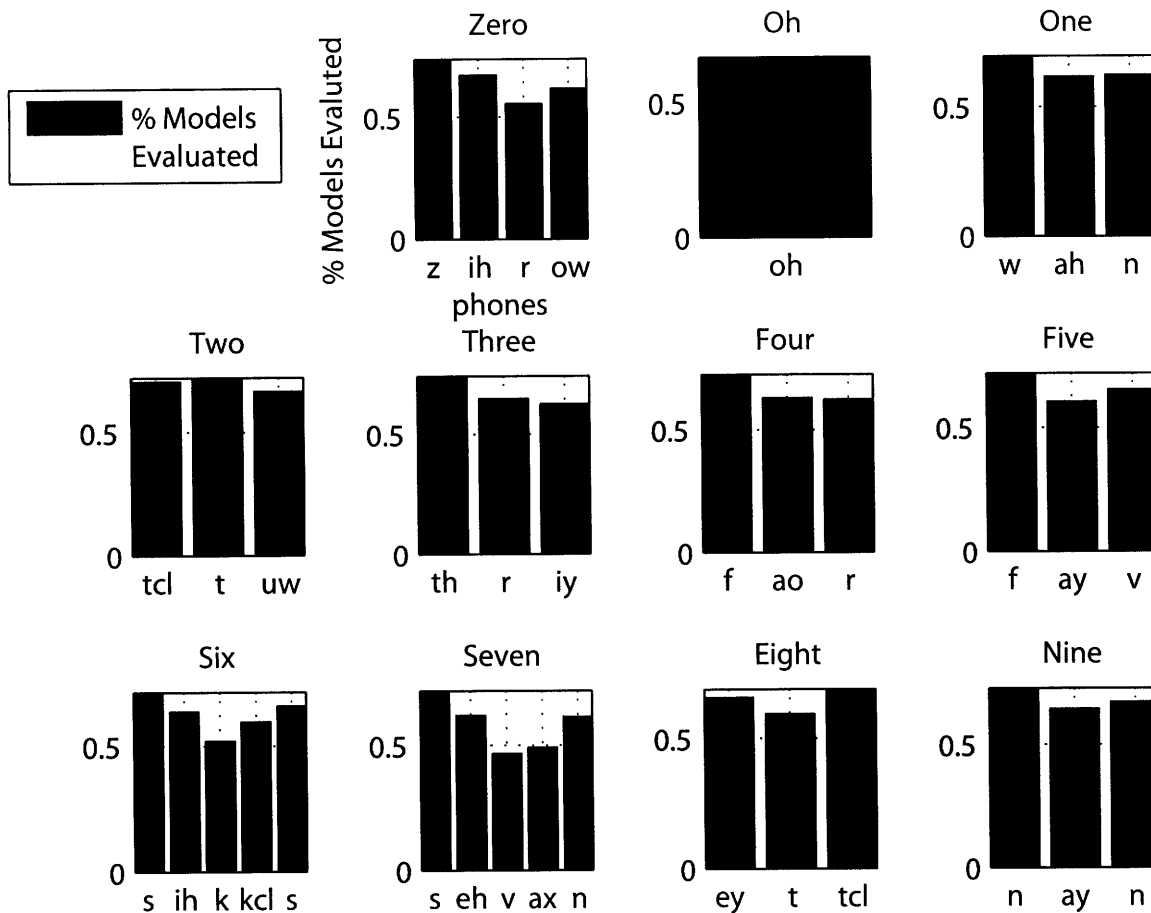 Zero
Oh
One
% Models
Evaluated
% Models Evaluted
0.5
0
z ih r ow
phones
0.5
0
oh
0.5
0
w ah n
Two
Three
Four
Five
0.5
0
tcl t uw
0.5
0
th r iy
0.5
0
f ao r
0.5
0
f ay v
Six
Seven
Eight
Nine
0.5
0
s ih k kcl s
0.5
0
s eh v ax n
0.5
0
ey t tcl
0.5
0
n ay n